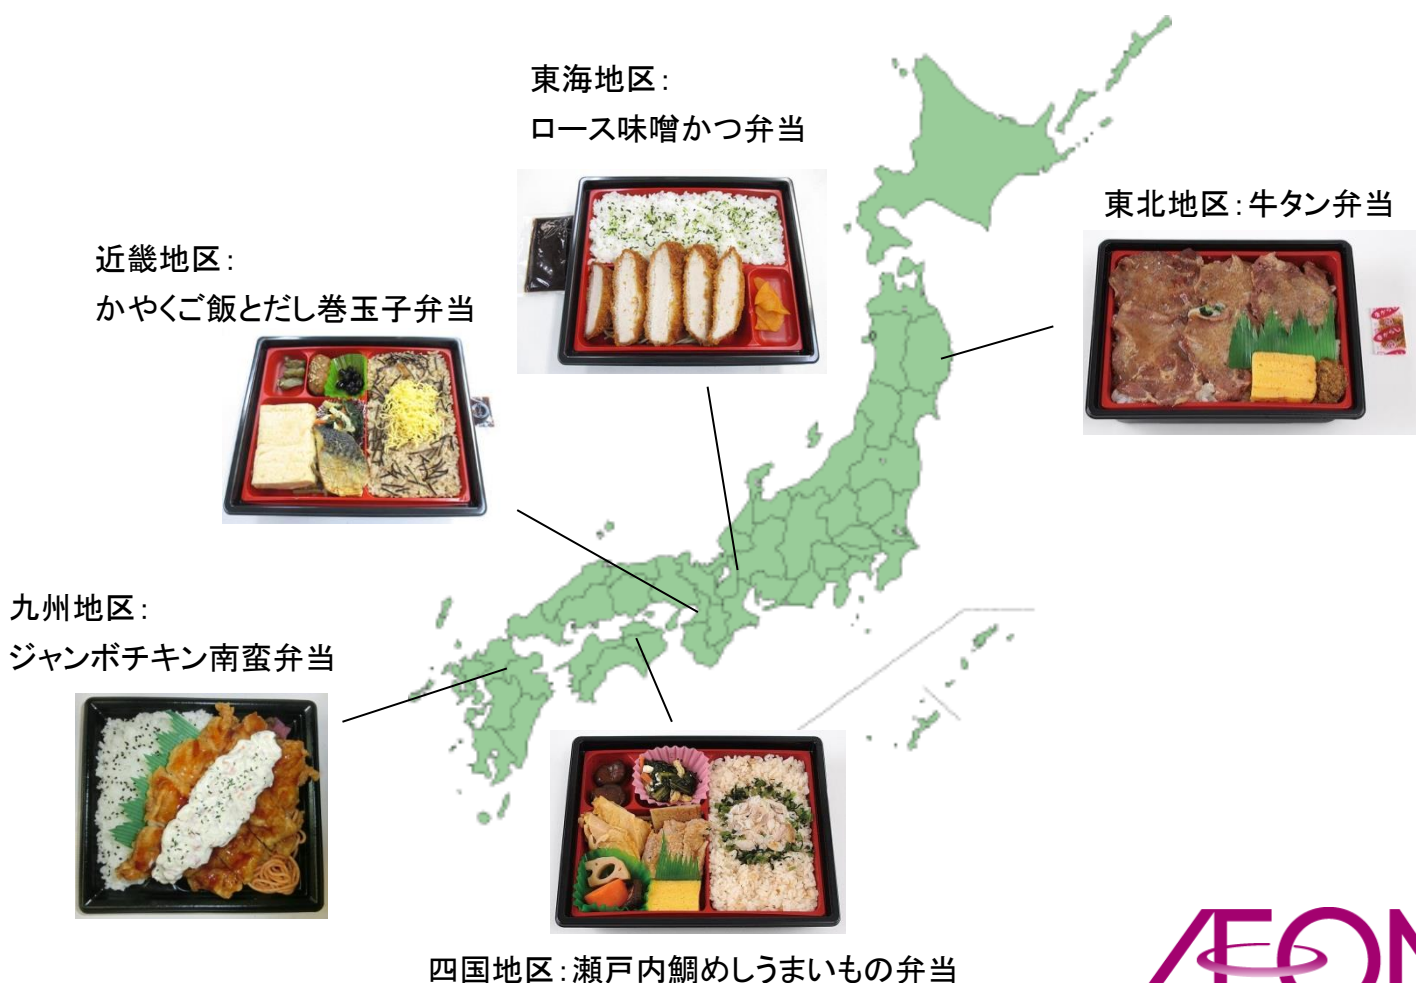 東海地区：
ロース味噌かつ弁当
東北地区：牛タン弁当
近畿地区：
かやくご飯とだし巻玉子弁当
九州地区：
ジャンボチキン南蛮弁当
四国地区：瀬戸内鯛めしうまいもの弁当
ÆON